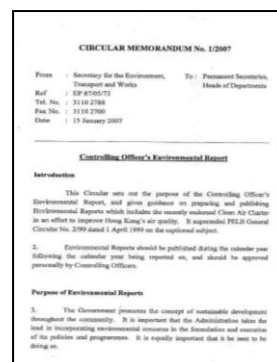 CIRCULAR MEMORANDUM No. 1/2007
From : Secretary for the Environment, Transport and Works
To : Permanent Secretaries, Heads of Departments
Ref : EP 87/05/73
Tel. No. : 3110 2788
Fax No. : 3110 2700
Date : 15 January 2007
Controlling Officer's Environmental Report
Introduction
This Circular sets out the purpose of the Controlling Officer's
Environmental Report, and gives guidance on preparing and publishing
Environmental Reports which includes the recently endorsed Clean Air Charter
in an effort to improve Hong Kong's air quality. It superseded PELB General
Circular No. 2/99 dated 1 April 1999 on the captioned subject.
2. Environmental Reports should be published during the calendar year
following the calendar year being reported on, and should be approved
personally by Controlling Officers.
Purpose of Environmental Reports
3. The Government promotes the concept of sustainable development
throughout the community. It is important that the Administration takes the
lead in incorporating environmental concerns in the formulation and execution
of its policies and programmes. It is equally important that it be seen to be
doing so.